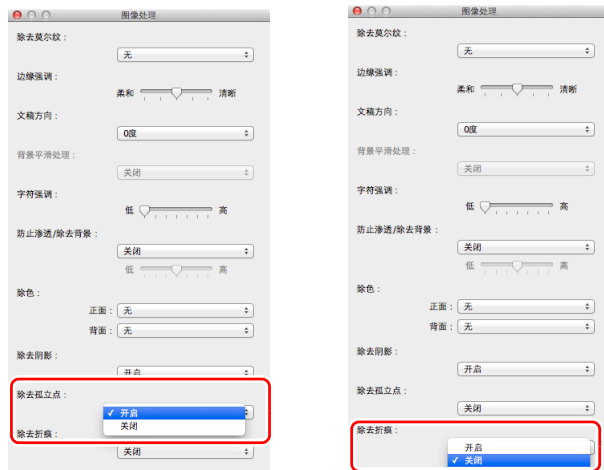 图像处理
除去莫尔纹：
无
边缘强调：
柔和 清晰
文稿方向：
0度
背景平滑处理：
关闭
字符强调：
低 高
防止渗透/除去背景：
关闭
低 高
除色：
正面： 无
背面： 无
除去阴影：
开启
除去孤立点：
✓ 开启
关闭
除去折痕：
关闭
图像处理
除去莫尔纹：
无
边缘强调：
柔和 清晰
文稿方向：
0度
背景平滑处理：
关闭
字符强调：
低 高
防止渗透/除去背景：
关闭
低 高
除色：
正面： 无
背面： 无
除去阴影：
开启
除去孤立点：
关闭
除去折痕：
开启
✓ 关闭